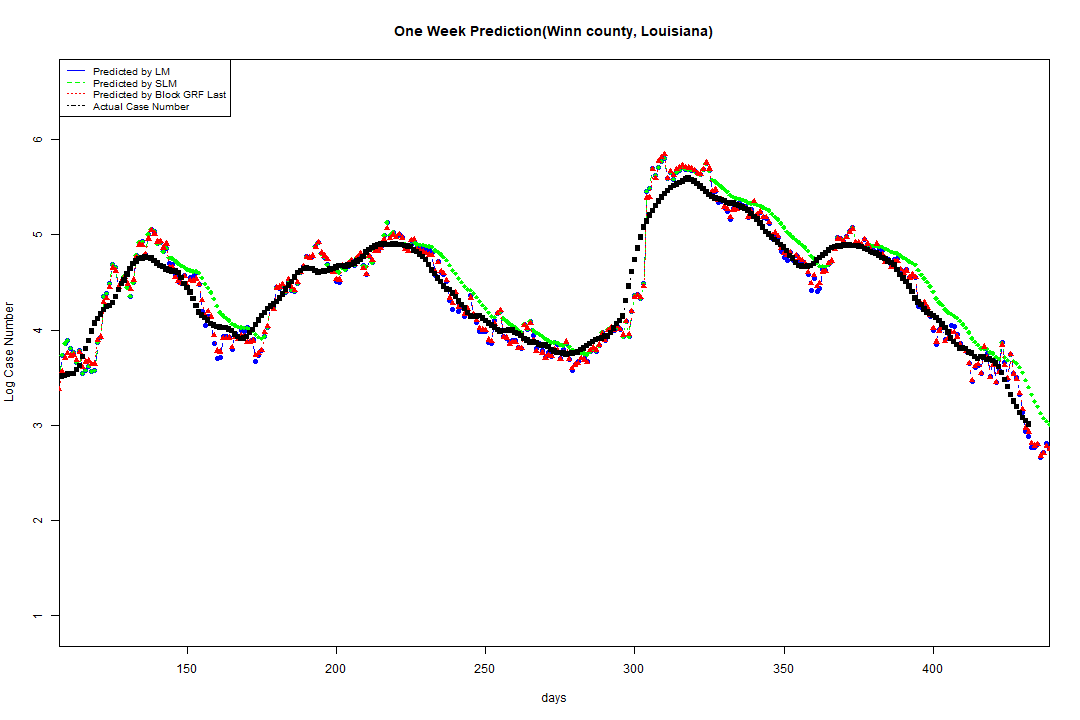 One Week Prediction(Winn county, Louisiana)
Predicted by LM
Predicted by SLM
Predicted by Block GRF Last
Actual Case Number
6
5
4
3
2
1
Log Case Number
150 200 250 300 350 400
days